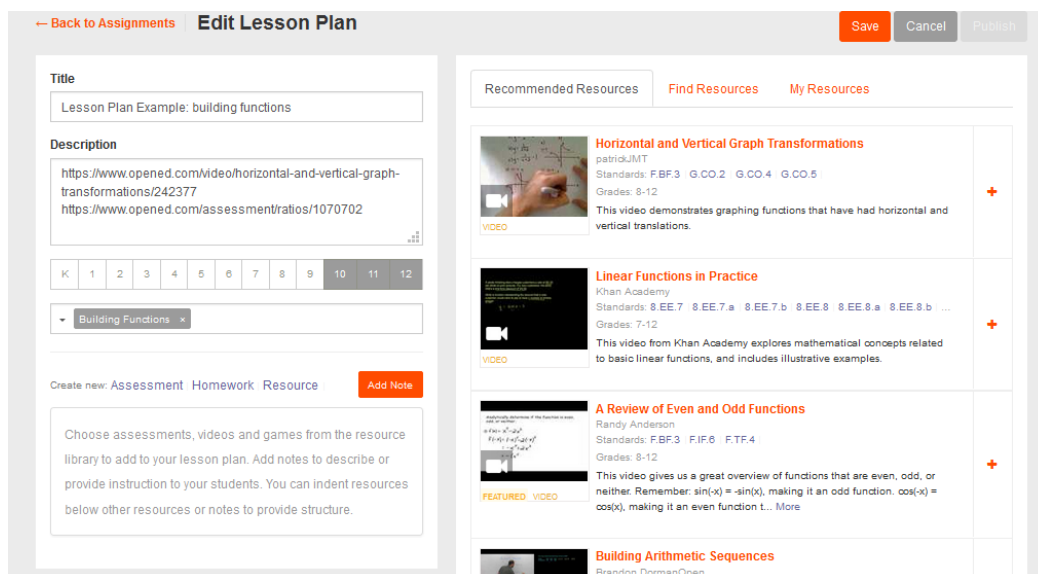 ← Back to Assignments Edit Lesson Plan
Save Cancel Publish
Title
Lesson Plan Example: building functions
Description
https://www.opened.com/video/horizontal-and-vertical-graph-
transformations/242377
https://www.opened.com/assessment/ratios/1070702
K 1 2 3 4 5 6 7 8 9 10 11 12
Building Functions ×
Create new: Assessment Homework Resource Add Note
Choose assessments, videos and games from the resource
library to add to your lesson plan. Add notes to describe or
provide instruction to your students. You can indent resources
below other resources or notes to provide structure.
Recommended Resources Find Resources My Resources
Horizontal and Vertical Graph Transformations
patrickJMT
Standards: F.BF.3 G.CO.2 G.CO.4 G.CO.5
Grades: 8-12
This video demonstrates graphing functions that have had horizontal and
vertical translations.
VIDEO
Linear Functions in Practice
Khan Academy
Standards: 8.EE.7 8.EE.7.a 8.EE.7.b 8.EE.8 8.EE.8.a 8.EE.8.b ...
Grades: 7-12
This video from Khan Academy explores mathematical concepts related
to basic linear functions, and includes illustrative examples.
VIDEO
A Review of Even and Odd Functions
Randy Anderson
Standards: F.BF.3 F.IF.6 F.TF.4
Grades: 8-12
This video gives us a great overview of functions that are even, odd, or
neither. Remember: sin(-x) = -sin(x), making it an odd function. cos(-x) =
cos(x), making it an even function t... More
FEATURED VIDEO
Building Arithmetic Sequences
Brandon DormanOpen